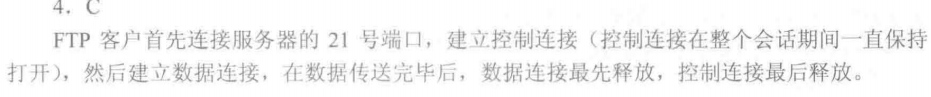 4. C
FTP 客户首先连接服务器的 21 号端口，建立控制连接（控制连接在整个会话期间一直保持
打开），然后建立数据连接，在数据传送完毕后，数据连接最先释放，控制连接最后释放。